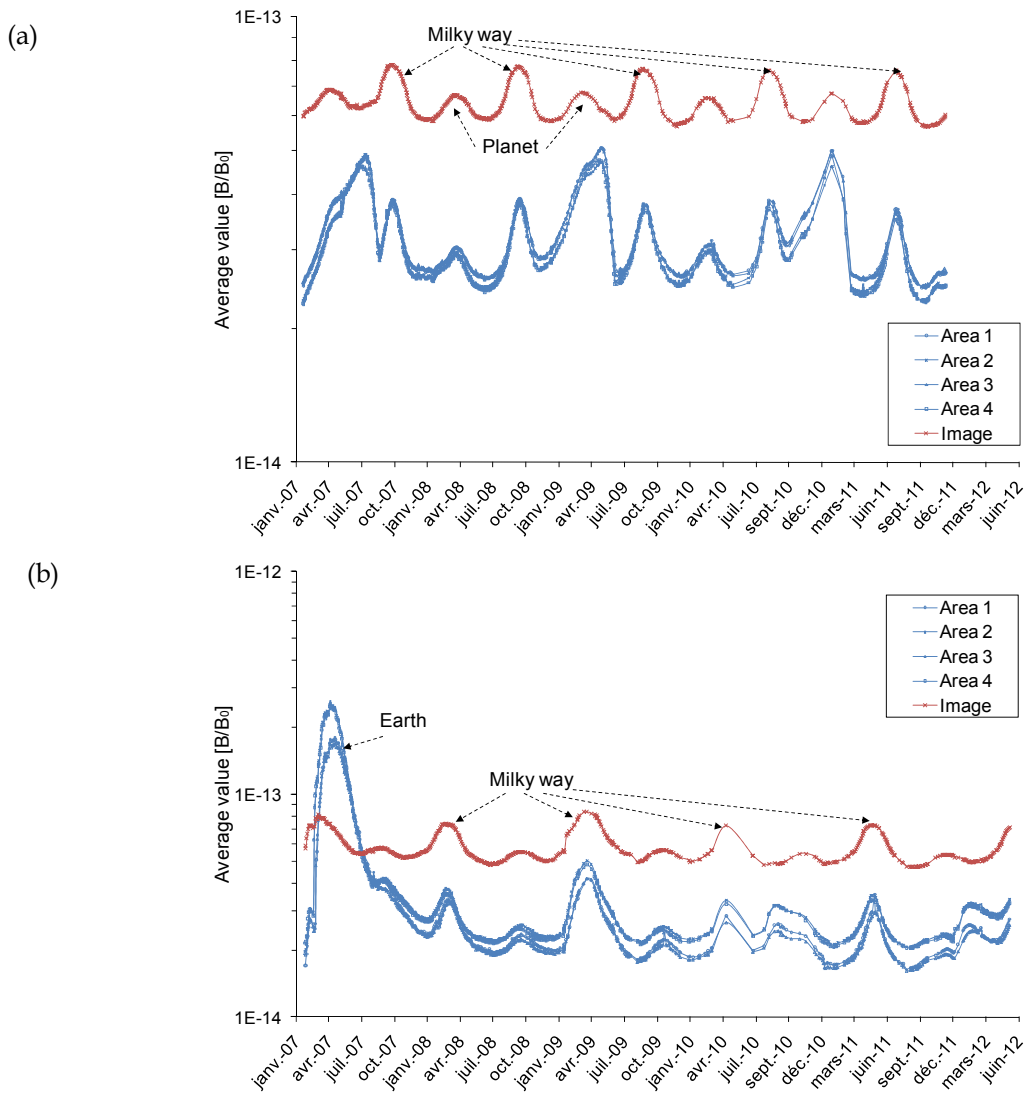 (a)
1E-13
Milky way
Planet
Average value [B/B0]
Area 1
Area 2
Area 3
Area 4
Image
1E-14
janv.-07
avr.-07
juil.-07
oct.-07
janv.-08
avr.-08
juil.-08
oct.-08
janv.-09
avr.-09
juil.-09
oct.-09
janv.-10
avr.-10
juil.-10
sept.-10
déc.-10
mars-11
juin-11
sept.-11
déc.-11
mars-12
juin-12
(b)
1E-12
Area 1
Area 2
Area 3
Area 4
Image
Earth
Milky way
1E-13
Average value [B/B0]
1E-14
janv.-07
avr.-07
juil.-07
oct.-07
janv.-08
avr.-08
juil.-08
oct.-08
janv.-09
avr.-09
juil.-09
oct.-09
janv.-10
avr.-10
juil.-10
sept.-10
déc.-10
mars-11
juin-11
sept.-11
déc.-11
mars-12
juin-12